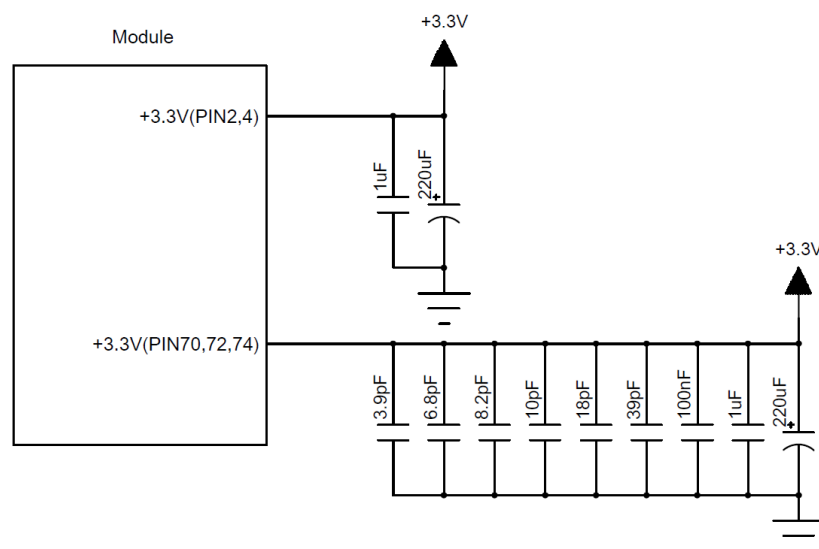 +3.3V
Module
+3.3V(PIN2,4)
1uF
220uF
+
+3.3V
+3.3V(PIN70,72,74)
3.9pF
6.8pF
8.2pF
10pF
18pF
39pF
100nF
1uF
220uF
+